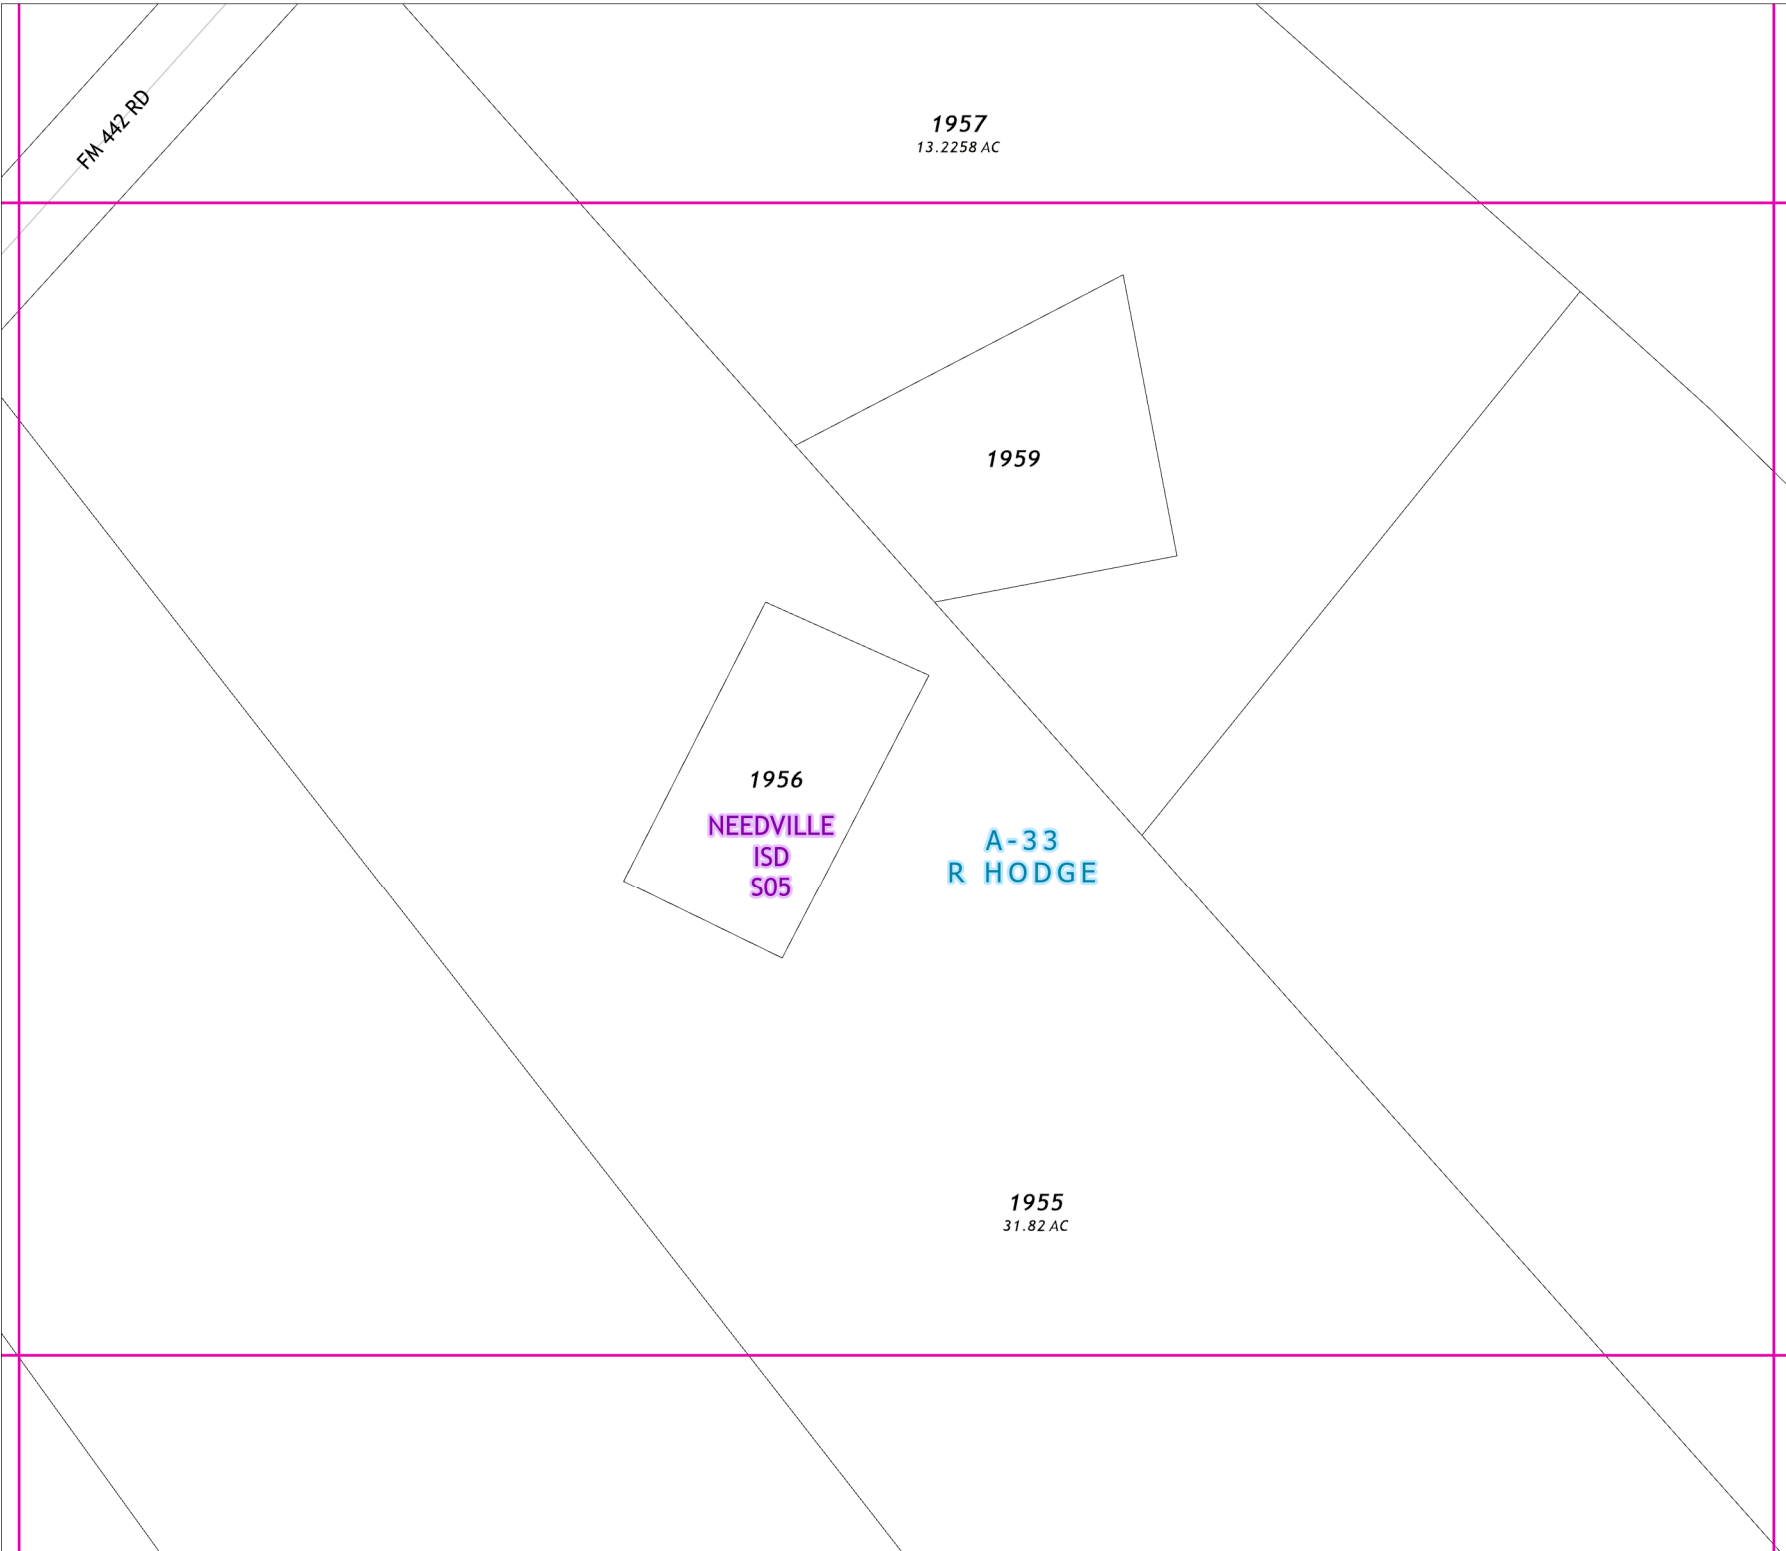 FM 442 RD
1957
13.2258 AC
1959
1956
NEEDVILLE
ISD
S05
A-33
R HODGE
1955
31.82 AC